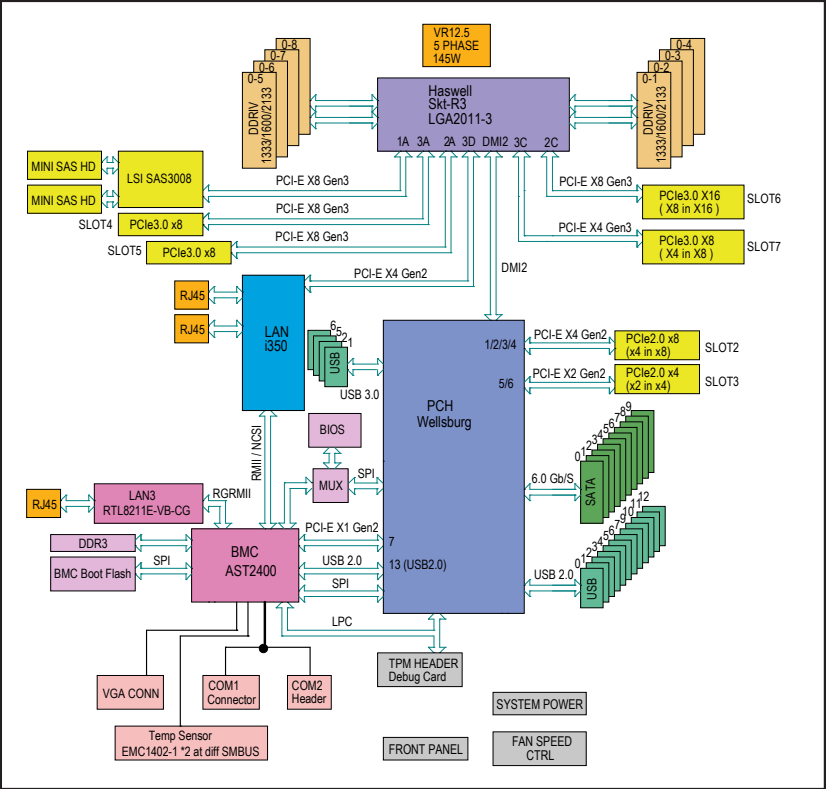 VR12.5
5 PHASE
145W
0-8
0-7
0-6
0-5
DDRIV
1333/1600/2133
Haswell
Skt-R3
LGA2011-3
1A 3A 2A 3D DMI2 3C 2C
0-4
0-3
0-2
0-1
DDRIV
1333/1600/2133
MINI SAS HD
MINI SAS HD
LSI SAS3008
PCI-E X8 Gen3
SLOT4
PCIe3.0 x8
PCI-E X8 Gen3
SLOT5
PCIe3.0 x8
PCI-E X8 Gen3
PCI-E X8 Gen3
PCIe3.0 X16
( X8 in X16 )
SLOT6
PCI-E X4 Gen3
PCIe3.0 X8
( X4 in X8 )
SLOT7
PCI-E X4 Gen2
DMI2
RJ45
RJ45
LAN
i350
6
5
2
1
USB
USB 3.0
PCH
Wellsburg
1/2/3/4
PCI-E X4 Gen2
PCIe2.0 x8
(x4 in x8)
SLOT2
5/6
PCI-E X2 Gen2
PCIe2.0 x4
(x2 in x4)
SLOT3
RMII / NCSI
BIOS
MUX
SPI
6.0 Gb/S
0
1
2
3
4
5
6
7
8
9
SATA
RJ45
LAN3
RTL8211E-VB-CG
RGRMII
DDR3
BMC Boot Flash
SPI
BMC
AST2400
PCI-E X1 Gen2
7
USB 2.0
13 (USB2.0)
SPI
LPC
USB 2.0
0
1
2
3
4
5
6
7
9
10
11
12
USB
TPM HEADER
Debug Card
VGA CONN
COM1
Connector
COM2
Header
Temp Sensor
EMC1402-1 *2 at diff SMBUS
SYSTEM POWER
FRONT PANEL
FAN SPEED
CTRL